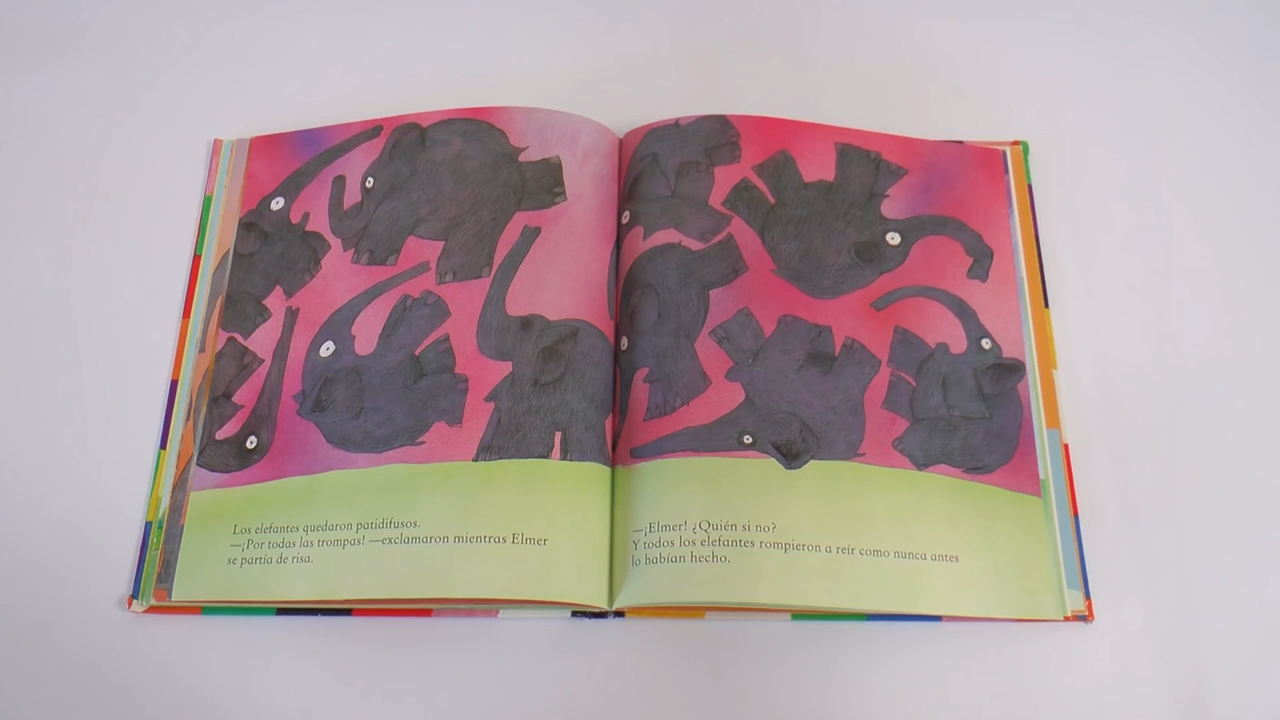 Los elefantes quedaron patidifusos.
—¡Por todas las trompas! —exclamaron mientras Elmer
se partía de risa.
—¡Elmer! ¿Quién si no?
Y todos los elefantes rompieron a reír como nunca antes
lo habían hecho.